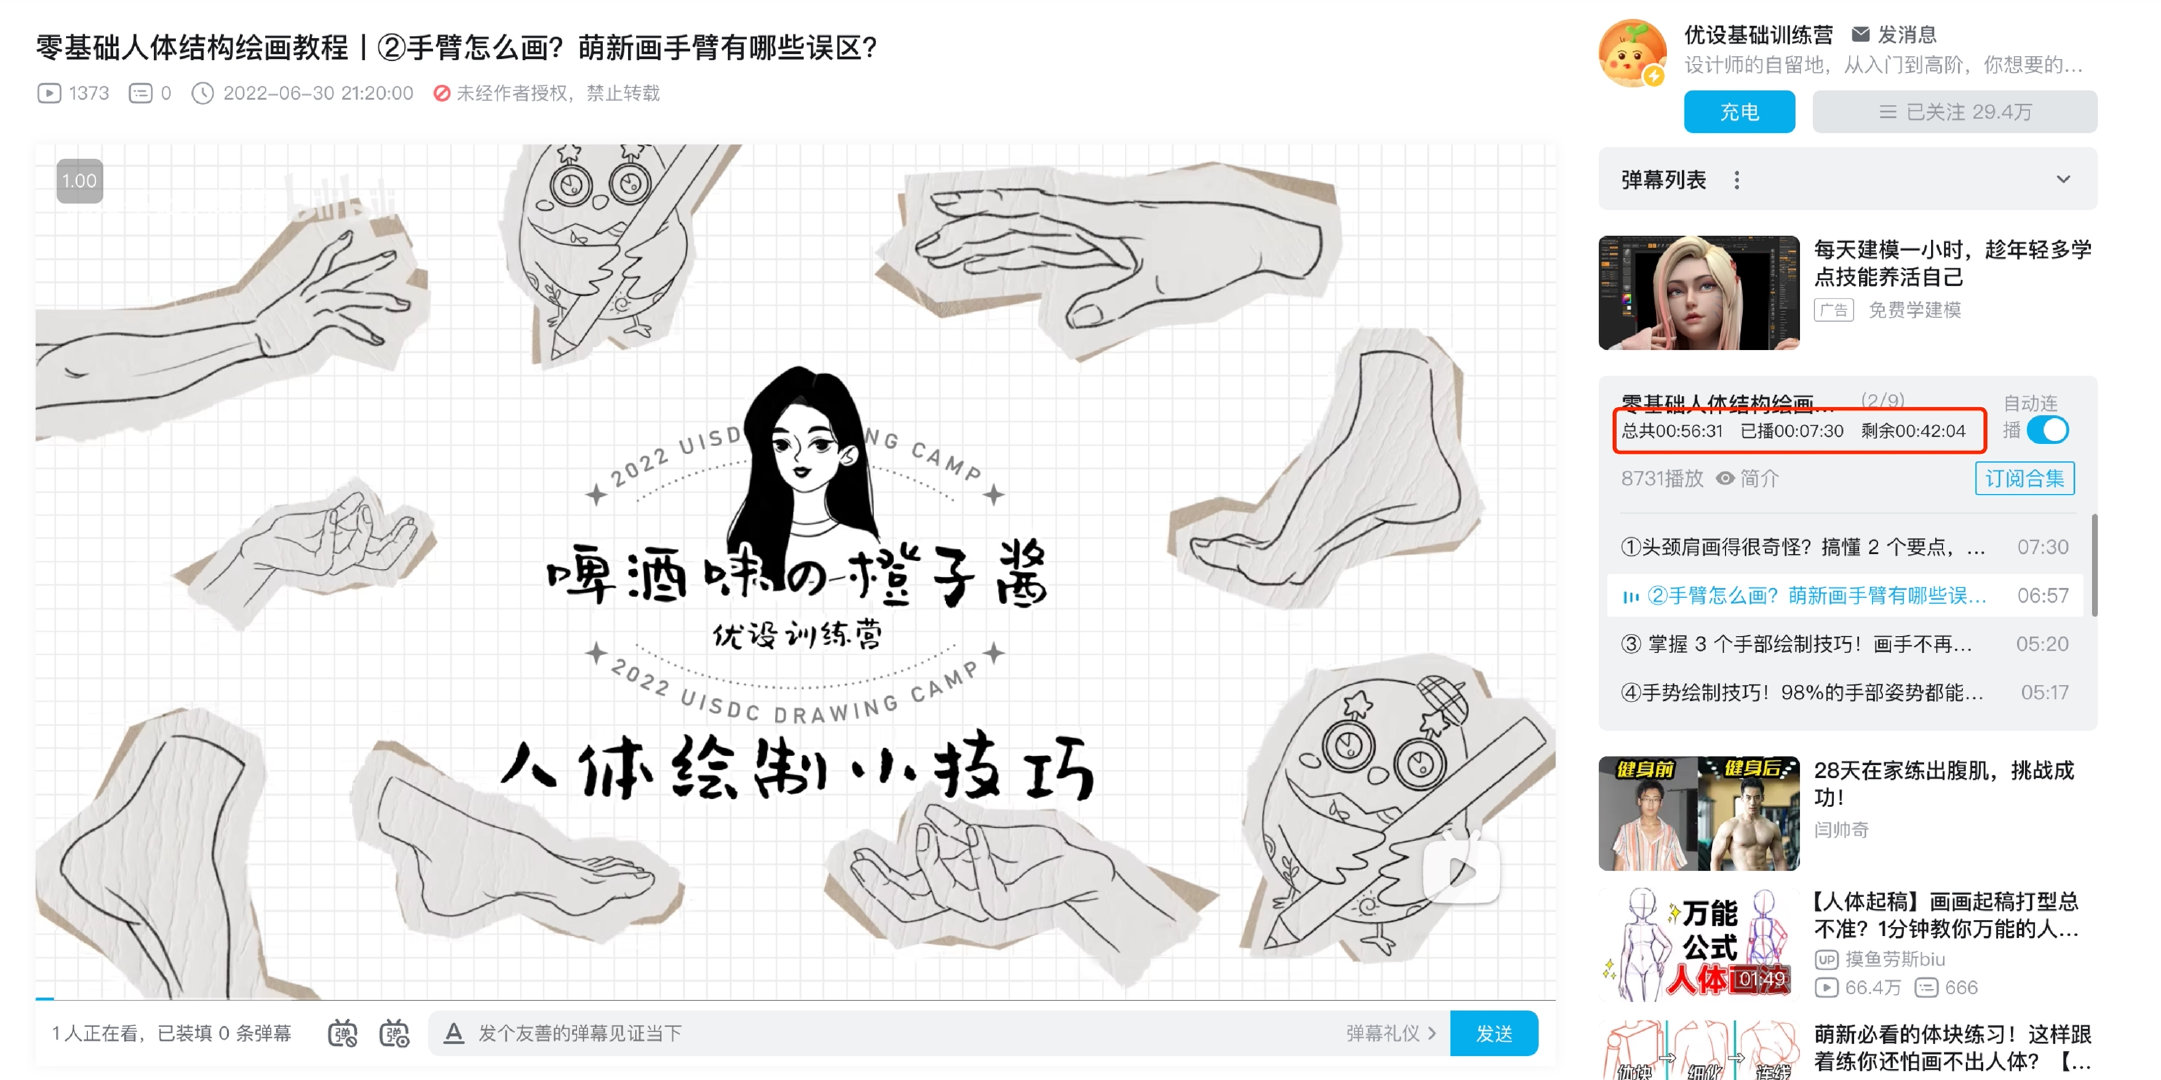 零基础人体结构绘画教程丨②手臂怎么画？萌新画手臂有哪些误区？
1373 0 2022-06-30 21:20:00 未经作者授权，禁止转载
1.00
bilibili
2022 UISD NG CAMP
啤酒味の橙子酱
优设训练营
2022 UISDC DRAWING CAMP
人体绘制小技巧
1人正在看，已装填 0 条弹幕
A 发个友善的弹幕见证当下
弹幕礼仪 >
发送
优设基础训练营 发消息
设计师的自留地，从入门到高阶，你想要的...
充电
已关注 29.4万
弹幕列表
每天建模一小时，趁年轻多学
点技能养活自己
广告 免费学建模
零基础人体结构绘画... (2/9)
自动连
播
总共00:56:31 已播00:07:30 剩余00:42:04
8731播放 简介
订阅合集
①头颈肩画得很奇怪？搞懂 2 个要点，... 07:30
②手臂怎么画？萌新画手臂有哪些误... 06:57
③ 掌握 3 个手部绘制技巧！画手不再... 05:20
④手势绘制技巧！98%的手部姿势都能... 05:17
健身前 健身后
28天在家练出腹肌，挑战成
功！
闫帅奇
万能
公式
人体画法
01:49
【人体起稿】画画起稿打型总
不准？1分钟教你万能的人...
UP 摸鱼劳斯biu
66.4万 666
体块 细化 连线
萌新必看的体块练习！这样跟
着练你还怕画不出人体？【...